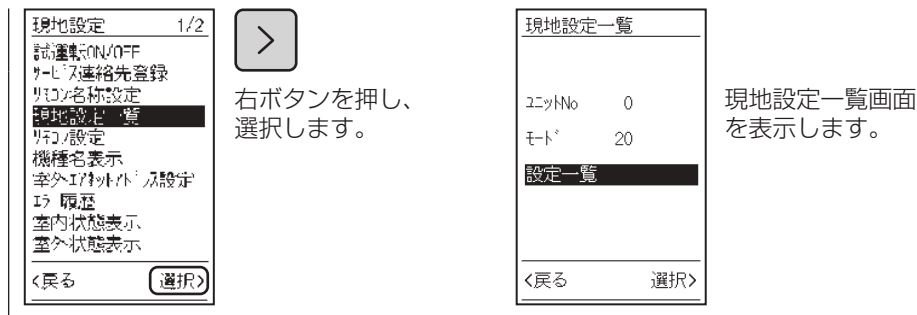 現地設定 1/2
試運転ON/OFF
ｻｰﾋﾞｽ連絡先登録
ﾘﾓｺﾝ名称設定
現地設定一覧
ﾘﾓｺﾝ設定
機種名表示
室外ｴｱﾈｯﾄｱﾄﾞﾚｽ設定
ｴﾗｰ履歴
室内状態表示
室外状態表示
<戻る 選択>
>
右ボタンを押し、
選択します。
現地設定一覧
ﾕﾆｯﾄNo 0
ﾓｰﾄﾞ 20
設定一覧
<戻る 選択>
現地設定一覧画面
を表示します。